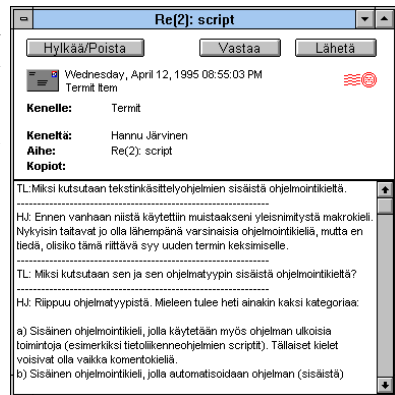 Re(2): script
Hylkää/Poista Vastaa Lähetä
Wednesday, April 12, 1995 08:55:03 PM
Termit Item
Kenelle: Termit
Keneltä: Hannu Järvinen
Aihe: Re(2): script
Kopiot:
TL:Miksi kutsutaan tekstinkäsittelyohjelmien sisäistä ohjelmointikieltä.
----------------------------------------------------------------
HJ: Ennen vanhaan niistä käytettiin muistaakseni yleisnimitystä makrokieli.
Nykyisin taitavat jo olla lähempänä varsinaisia ohjelmointikieliä, mutta en
tiedä, olisiko tämä riittävä syy uuden termin keksimiselle.
----------------------------------------------------------------
TL: Miksi kutsutaan sen ja sen ohjelmatyypin sisäistä ohjelmointikieltä?
----------------------------------------------------------------
HJ: Riippuu ohjelmatyypistä. Mieleen tulee heti ainakin kaksi kategoriaa:
a) Sisäinen ohjelmointikieli, jolla käytetään myös ohjelman ulkoisia
toimintoja (esimerkiksi tietoliikenneohjelmien scriptit). Tällaiset kielet
voisivat olla vaikka komentokieliä.
b) Sisäinen ohjelmointikieli, jolla automatisoidaan ohjelman (sisäistä)